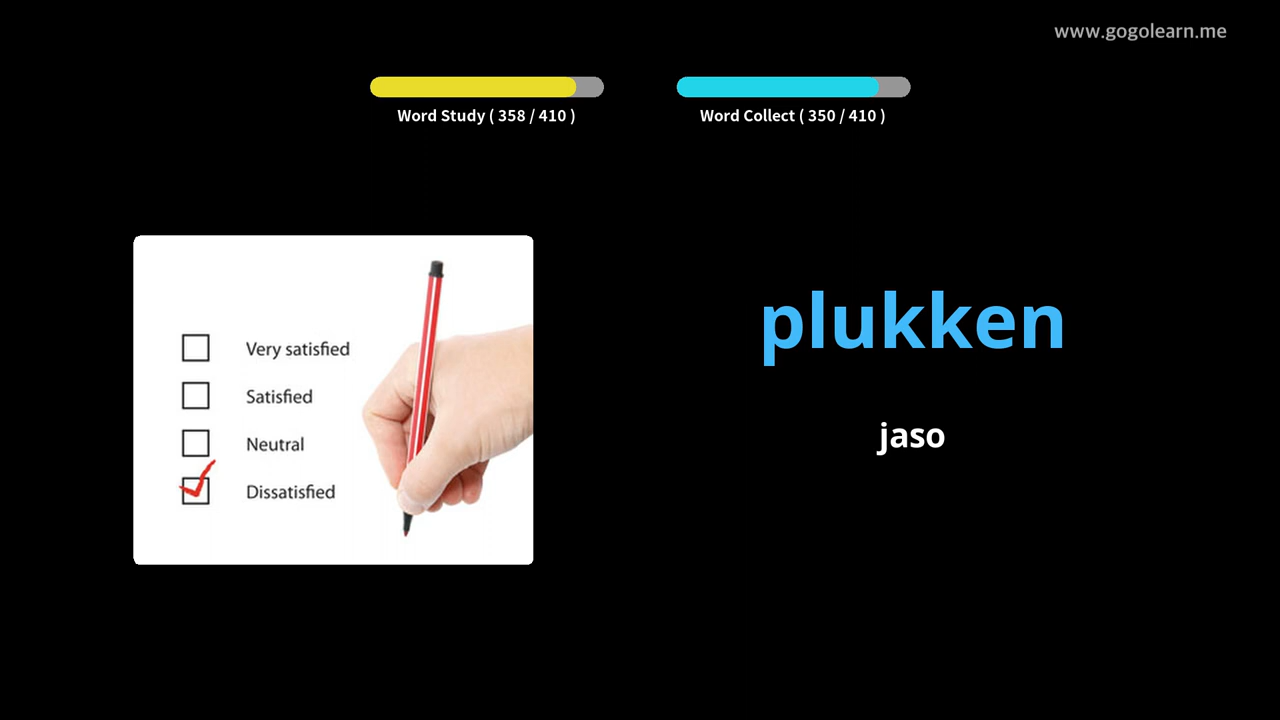 www.gogolearn.me
Word Study ( 358 / 410 )
Word Collect ( 350 / 410 )
Very satisfied
Satisfied
Neutral
Dissatisfied
plukken
jaso